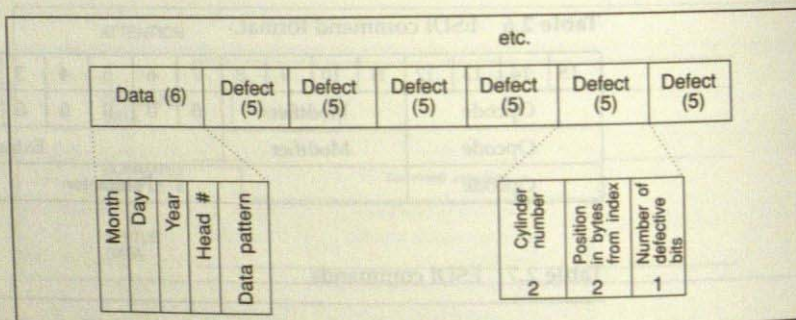 etc.
Data (6)
Defect
(5)
Defect
(5)
Defect
(5)
Defect
(5)
Defect
(5)
Defect
(5)
Month
Day
Year
Head #
Data pattern
Cylinder
number
2
Position
in bytes
from index
2
Number of
defective
bits
1